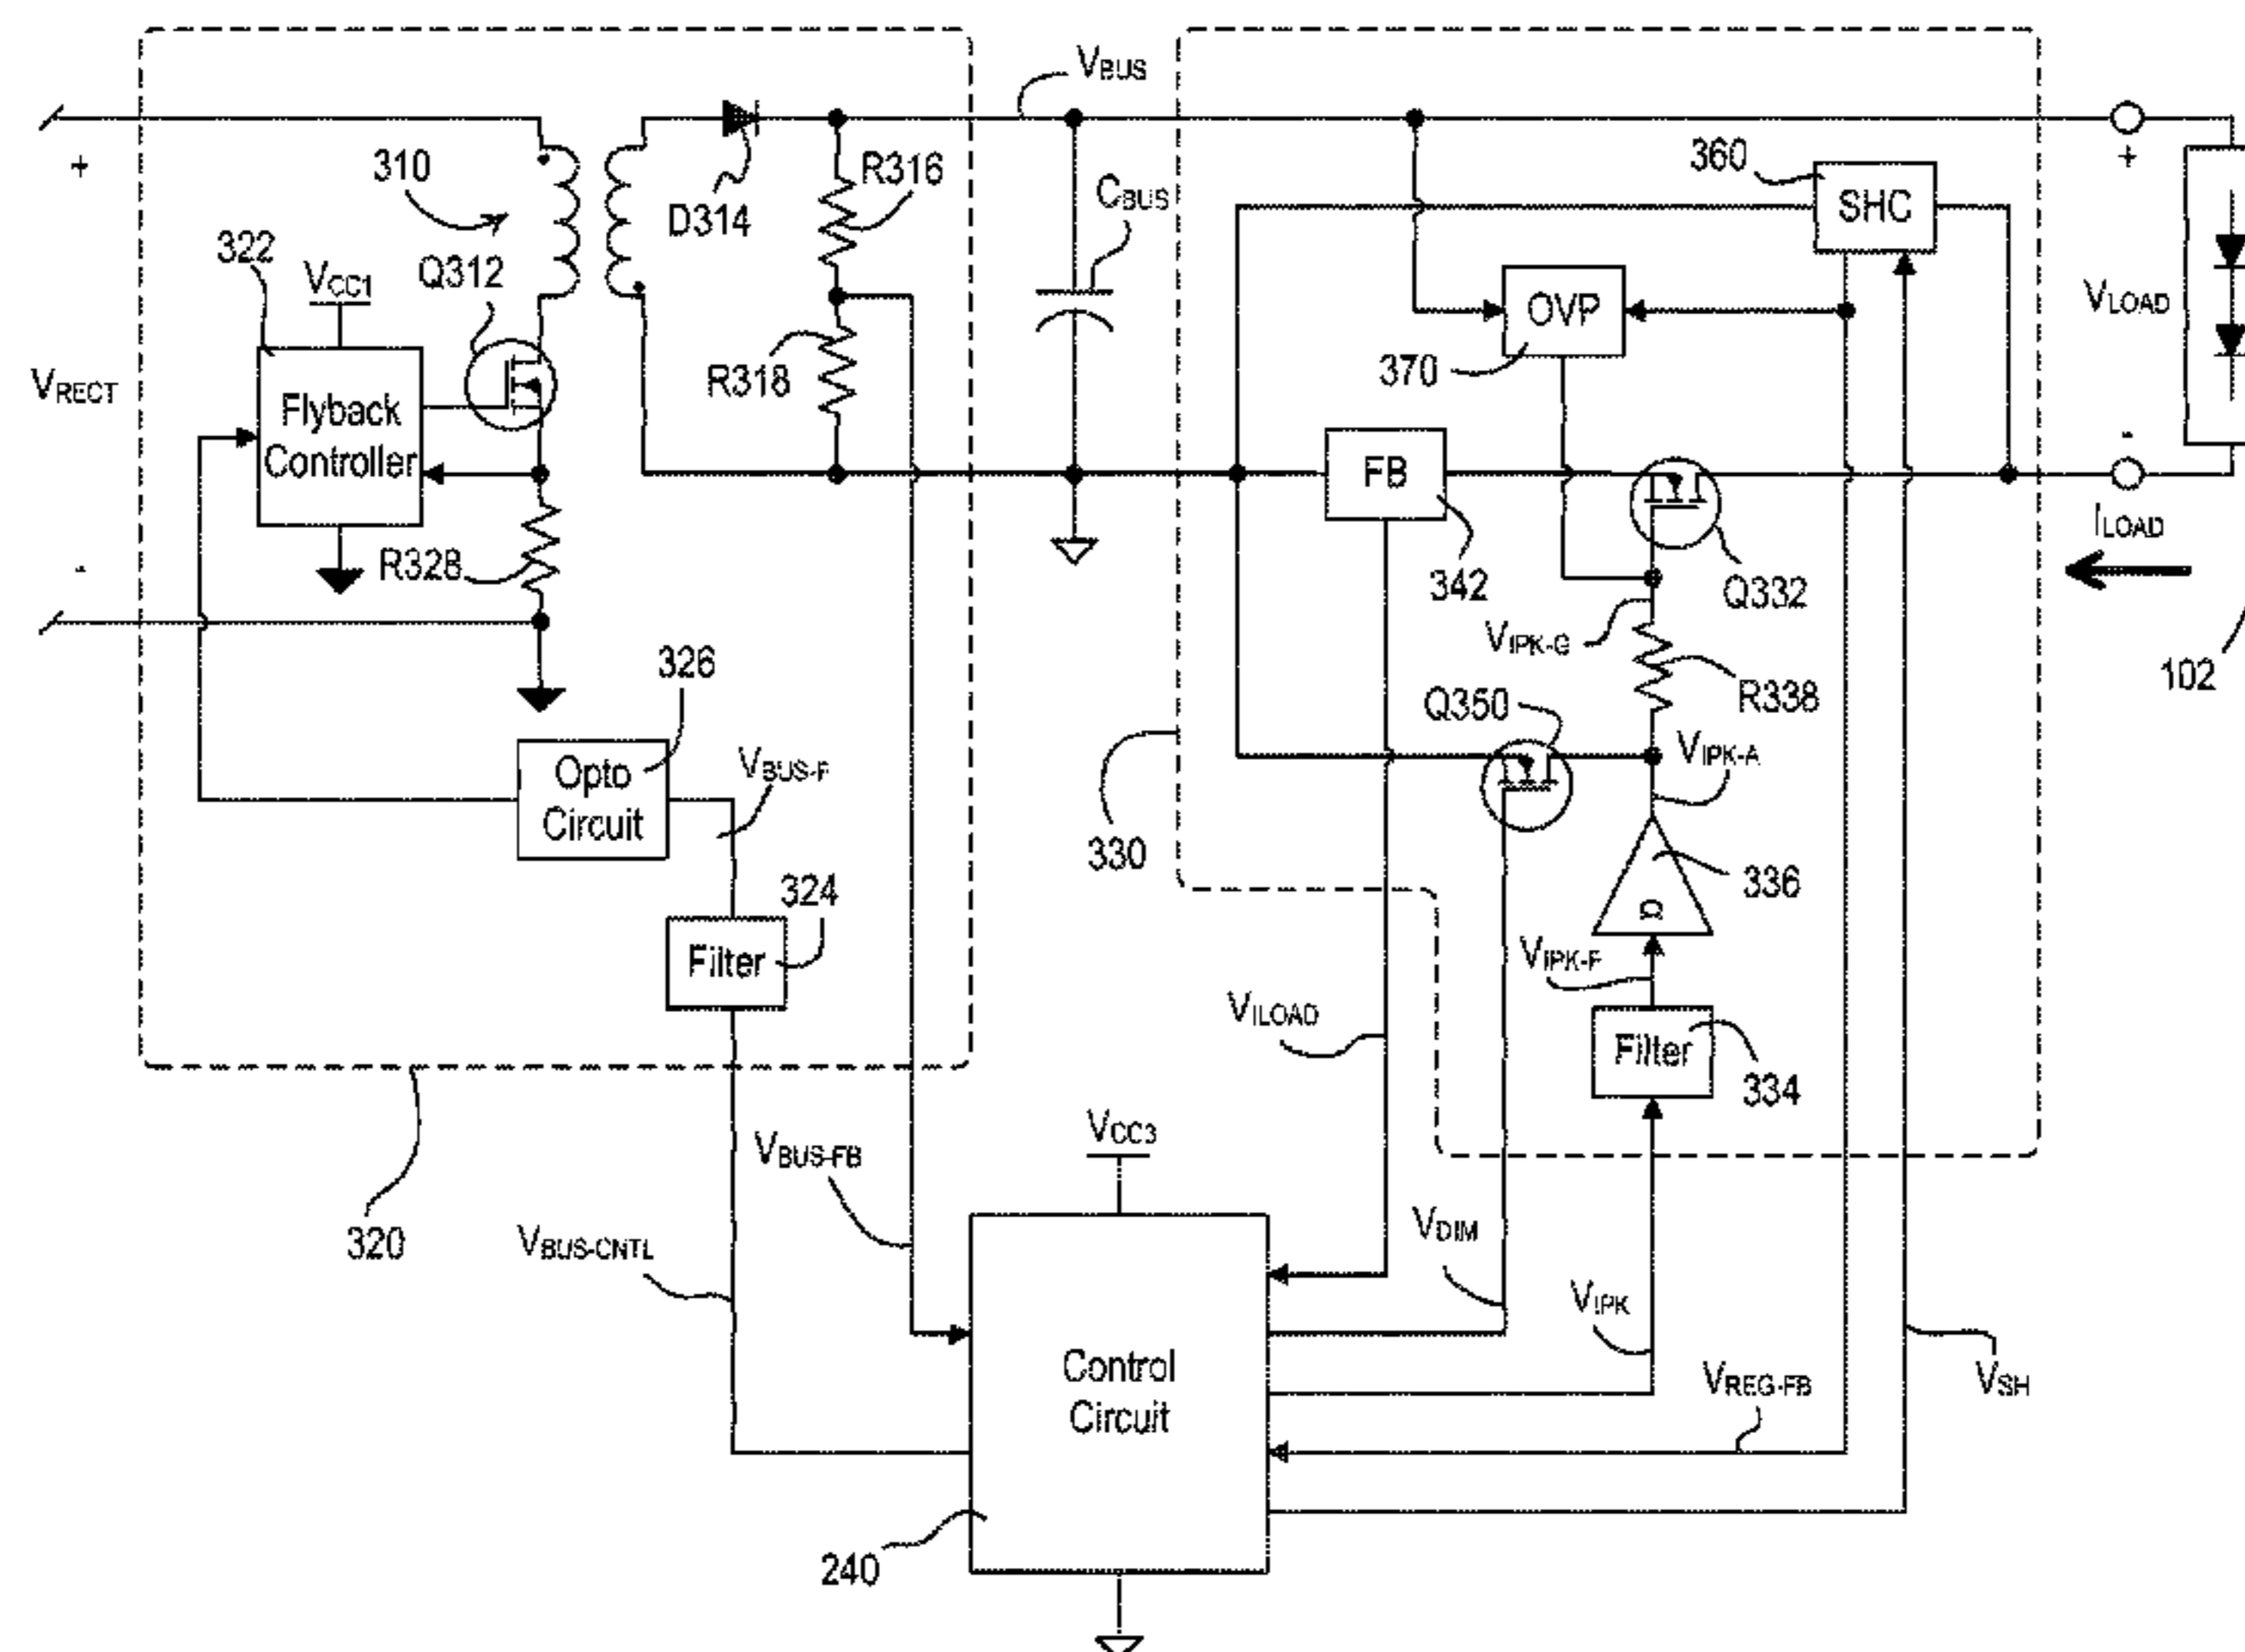 VBUS
+
310
R316
D314
CBUS
360
SHC
+
322
VCC1
Q312
OVP
VLOAD
370
R318
VRECT
Flyback
Controller
FB
-
ILOAD
R328
342
Q332
-
VIPK-G
102
326
R338
Q350
VIPK-A
Opto
Circuit
VBUS-F
330
336
324
Filter
VIPK-F
VILOAD
Filter
334
VCC3
VBUS-FB
320
VBUS-CNTL
VDIM
VIPK
Control
Circuit
VREG-FB
VSH
240